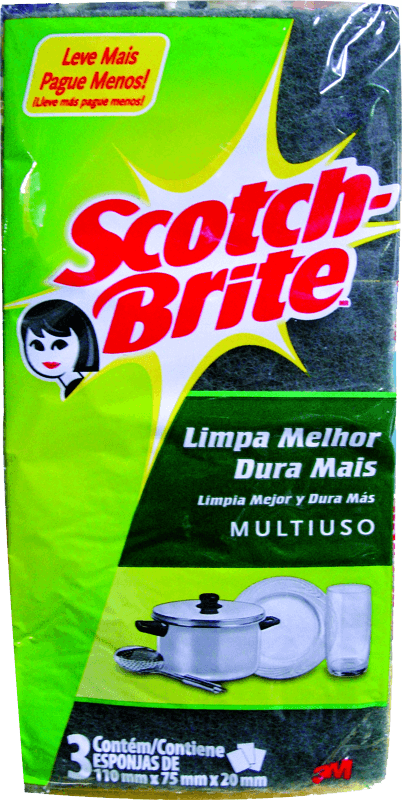 Leve Mais
Pague Menos!
¡Lleve más pague menos!
Scotch-
Brite
Limpa Melhor
Dura Mais
Limpia Mejor y Dura Más
MULTIUSO
3 Contém/Contiene
ESPONJAS DE
110 mm x 75 mm x 20 mm
3M